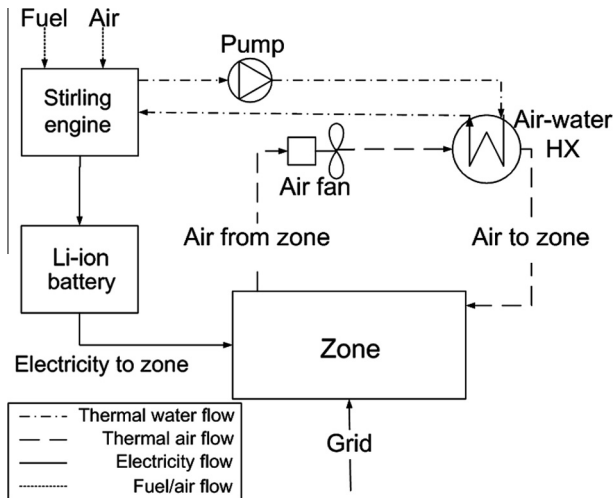 Fuel Air
Pump
Stirling
engine
Air-water
HX
Air fan
Air from zone
Air to zone
Li-ion
battery
Zone
Electricity to zone
Grid
Thermal water flow
Thermal air flow
Electricity flow
Fuel/air flow